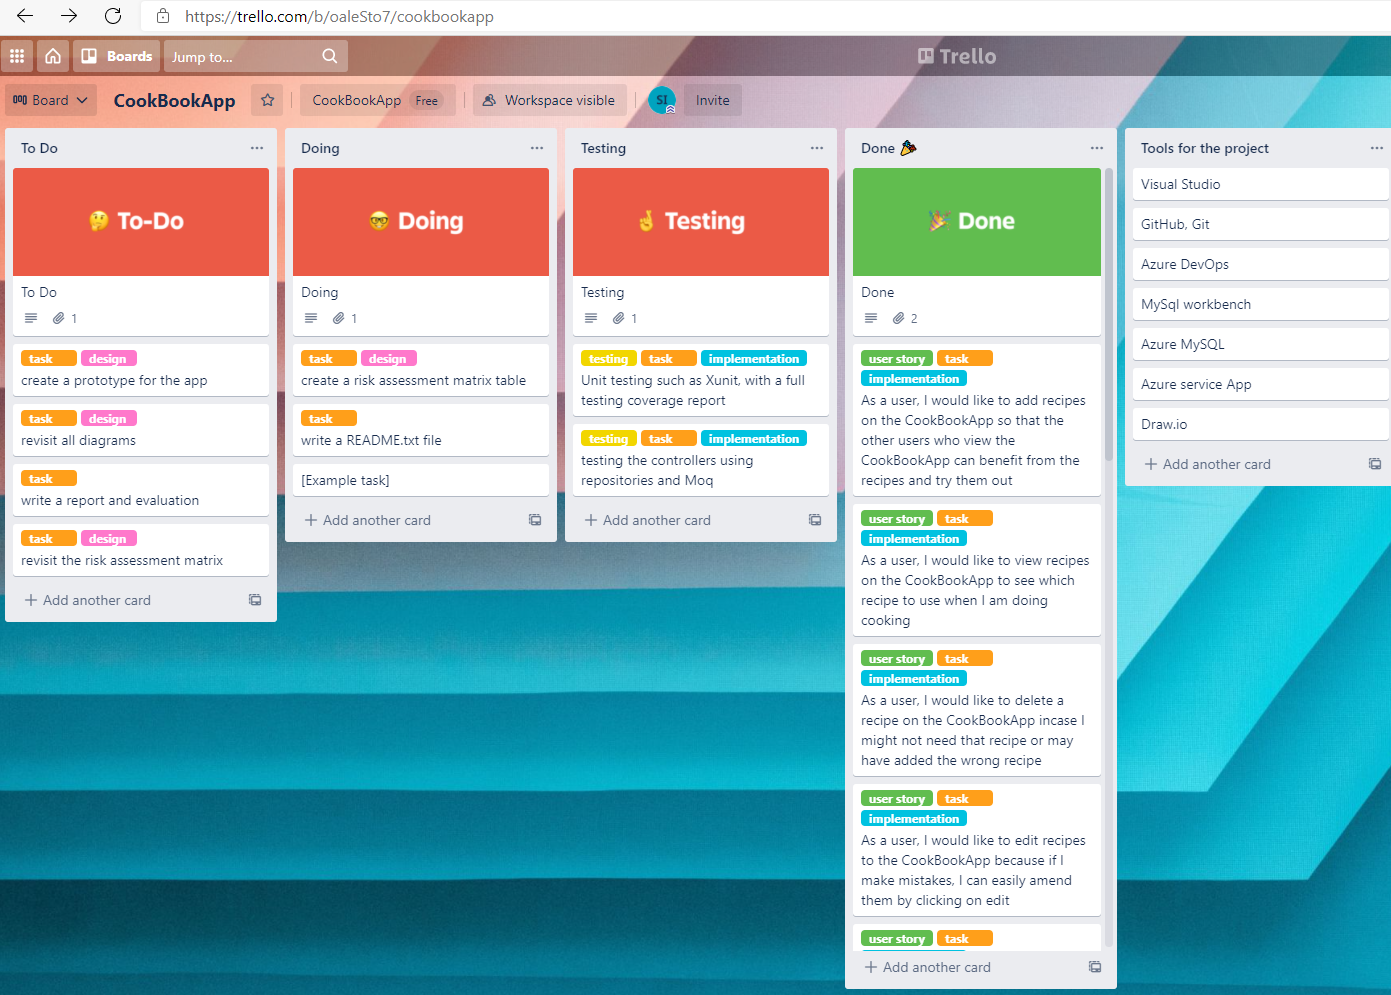 https://trello.com/b/oaleSto7/cookbookapp
Boards
Jump to...
Trello
Board
CookBookApp
CookBookApp Free
Workspace visible
SI
Invite
To Do
To-Do
To Do
1
task design
create a prototype for the app
task design
revisit all diagrams
task
write a report and evaluation
task design
revisit the risk assessment matrix
+ Add another card
Doing
Doing
Doing
1
task design
create a risk assessment matrix table
task
write a README.txt file
[Example task]
+ Add another card
Testing
Testing
Testing
1
testing task implementation
Unit testing such as Xunit, with a full
testing coverage report
testing task implementation
testing the controllers using
repositories and Moq
+ Add another card
Done
Done
Done
2
user story task
implementation
As a user, I would like to add recipes
on the CookBookApp so that the
other users who view the
CookBookApp can benefit from the
recipes and try them out
user story task
implementation
As a user, I would like to view recipes
on the CookBookApp to see which
recipe to use when I am doing
cooking
user story task
implementation
As a user, I would like to delete a
recipe on the CookBookApp incase I
might not need that recipe or may
have added the wrong recipe
user story task
implementation
As a user, I would like to edit recipes
to the CookBookApp because if I
make mistakes, I can easily amend
them by clicking on edit
user story task
+ Add another card
Tools for the project
Visual Studio
GitHub, Git
Azure DevOps
MySql workbench
Azure MySQL
Azure service App
Draw.io
+ Add another card